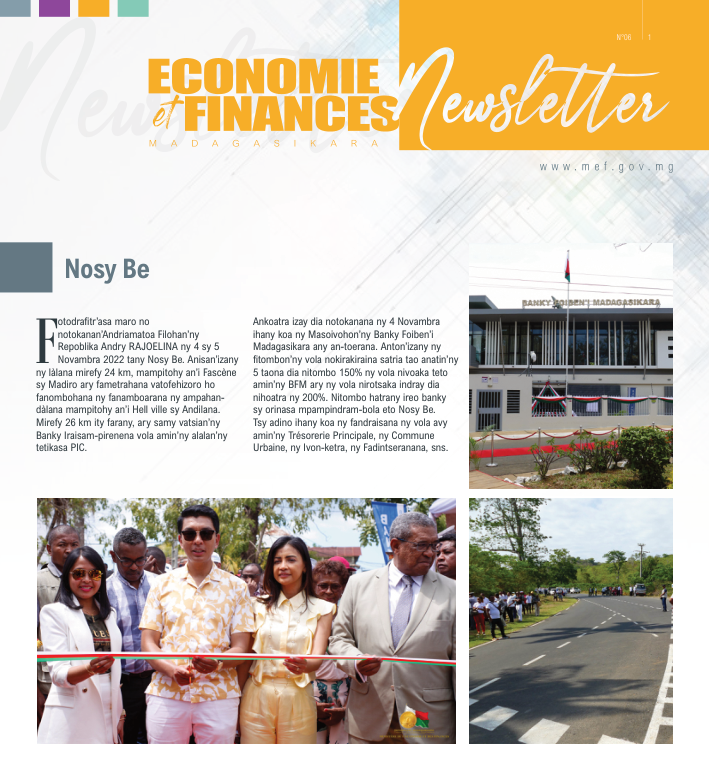 N°06 1
ECONOMIE
et FINANCES
MADAGASIKARA
Newsletter
www.mef.gov.mg
Nosy Be
Fotodrafitr'asa maro no
notokanan'Andriamatoa Filohan'ny
Repoblika Andry RAJOELINA ny 4 sy 5
Novambra 2022 tany Nosy Be. Anisan'izany
ny làlana mirefy 24 km, mampitohy an'i Fascène
sy Madiro ary fametrahana vatofehizoro ho
fanombohana ny fanamboarana ny ampahan-
dàlana mampitohy an'i Hell ville sy Andilana.
Mirefy 26 km ity farany, ary samy vatsian'ny
Banky Iraisam-pirenena vola amin'ny alalan'ny
tetikasa PIC.
Ankoatra izay dia notokanana ny 4 Novambra
ihany koa ny Masoivohon'ny Banky Foiben'i
Madagasikara any an-toerana. Anton'izany ny
fitombon'ny vola nokirakiraina satria tao anatin'ny
5 taona dia nitombo 150% ny vola nivoaka teto
amin'ny BFM ary ny vola nirotsaka indray dia
nihoatra ny 200%. Nitombo hatrany ireo banky
sy orinasa mpampindram-bola eto Nosy Be.
Tsy adino ihany koa ny fandraisana ny vola avy
amin'ny Trésorerie Principale, ny Commune
Urbaine, ny Ivon-ketra, ny Fadintseranana, sns.
BANKY FOIBEN'I MADAGASIKARA